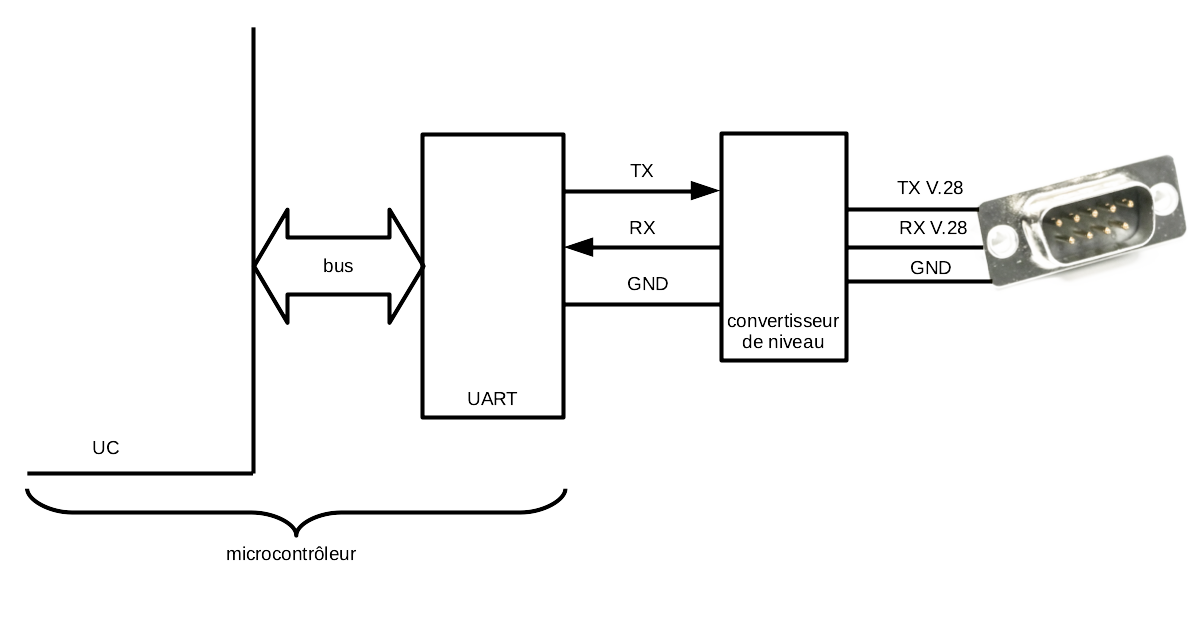 TX
TX V.28
RX
RX V.28
bus
GND
GND
convertisseur
de niveau
UART
UC
microcontrôleur